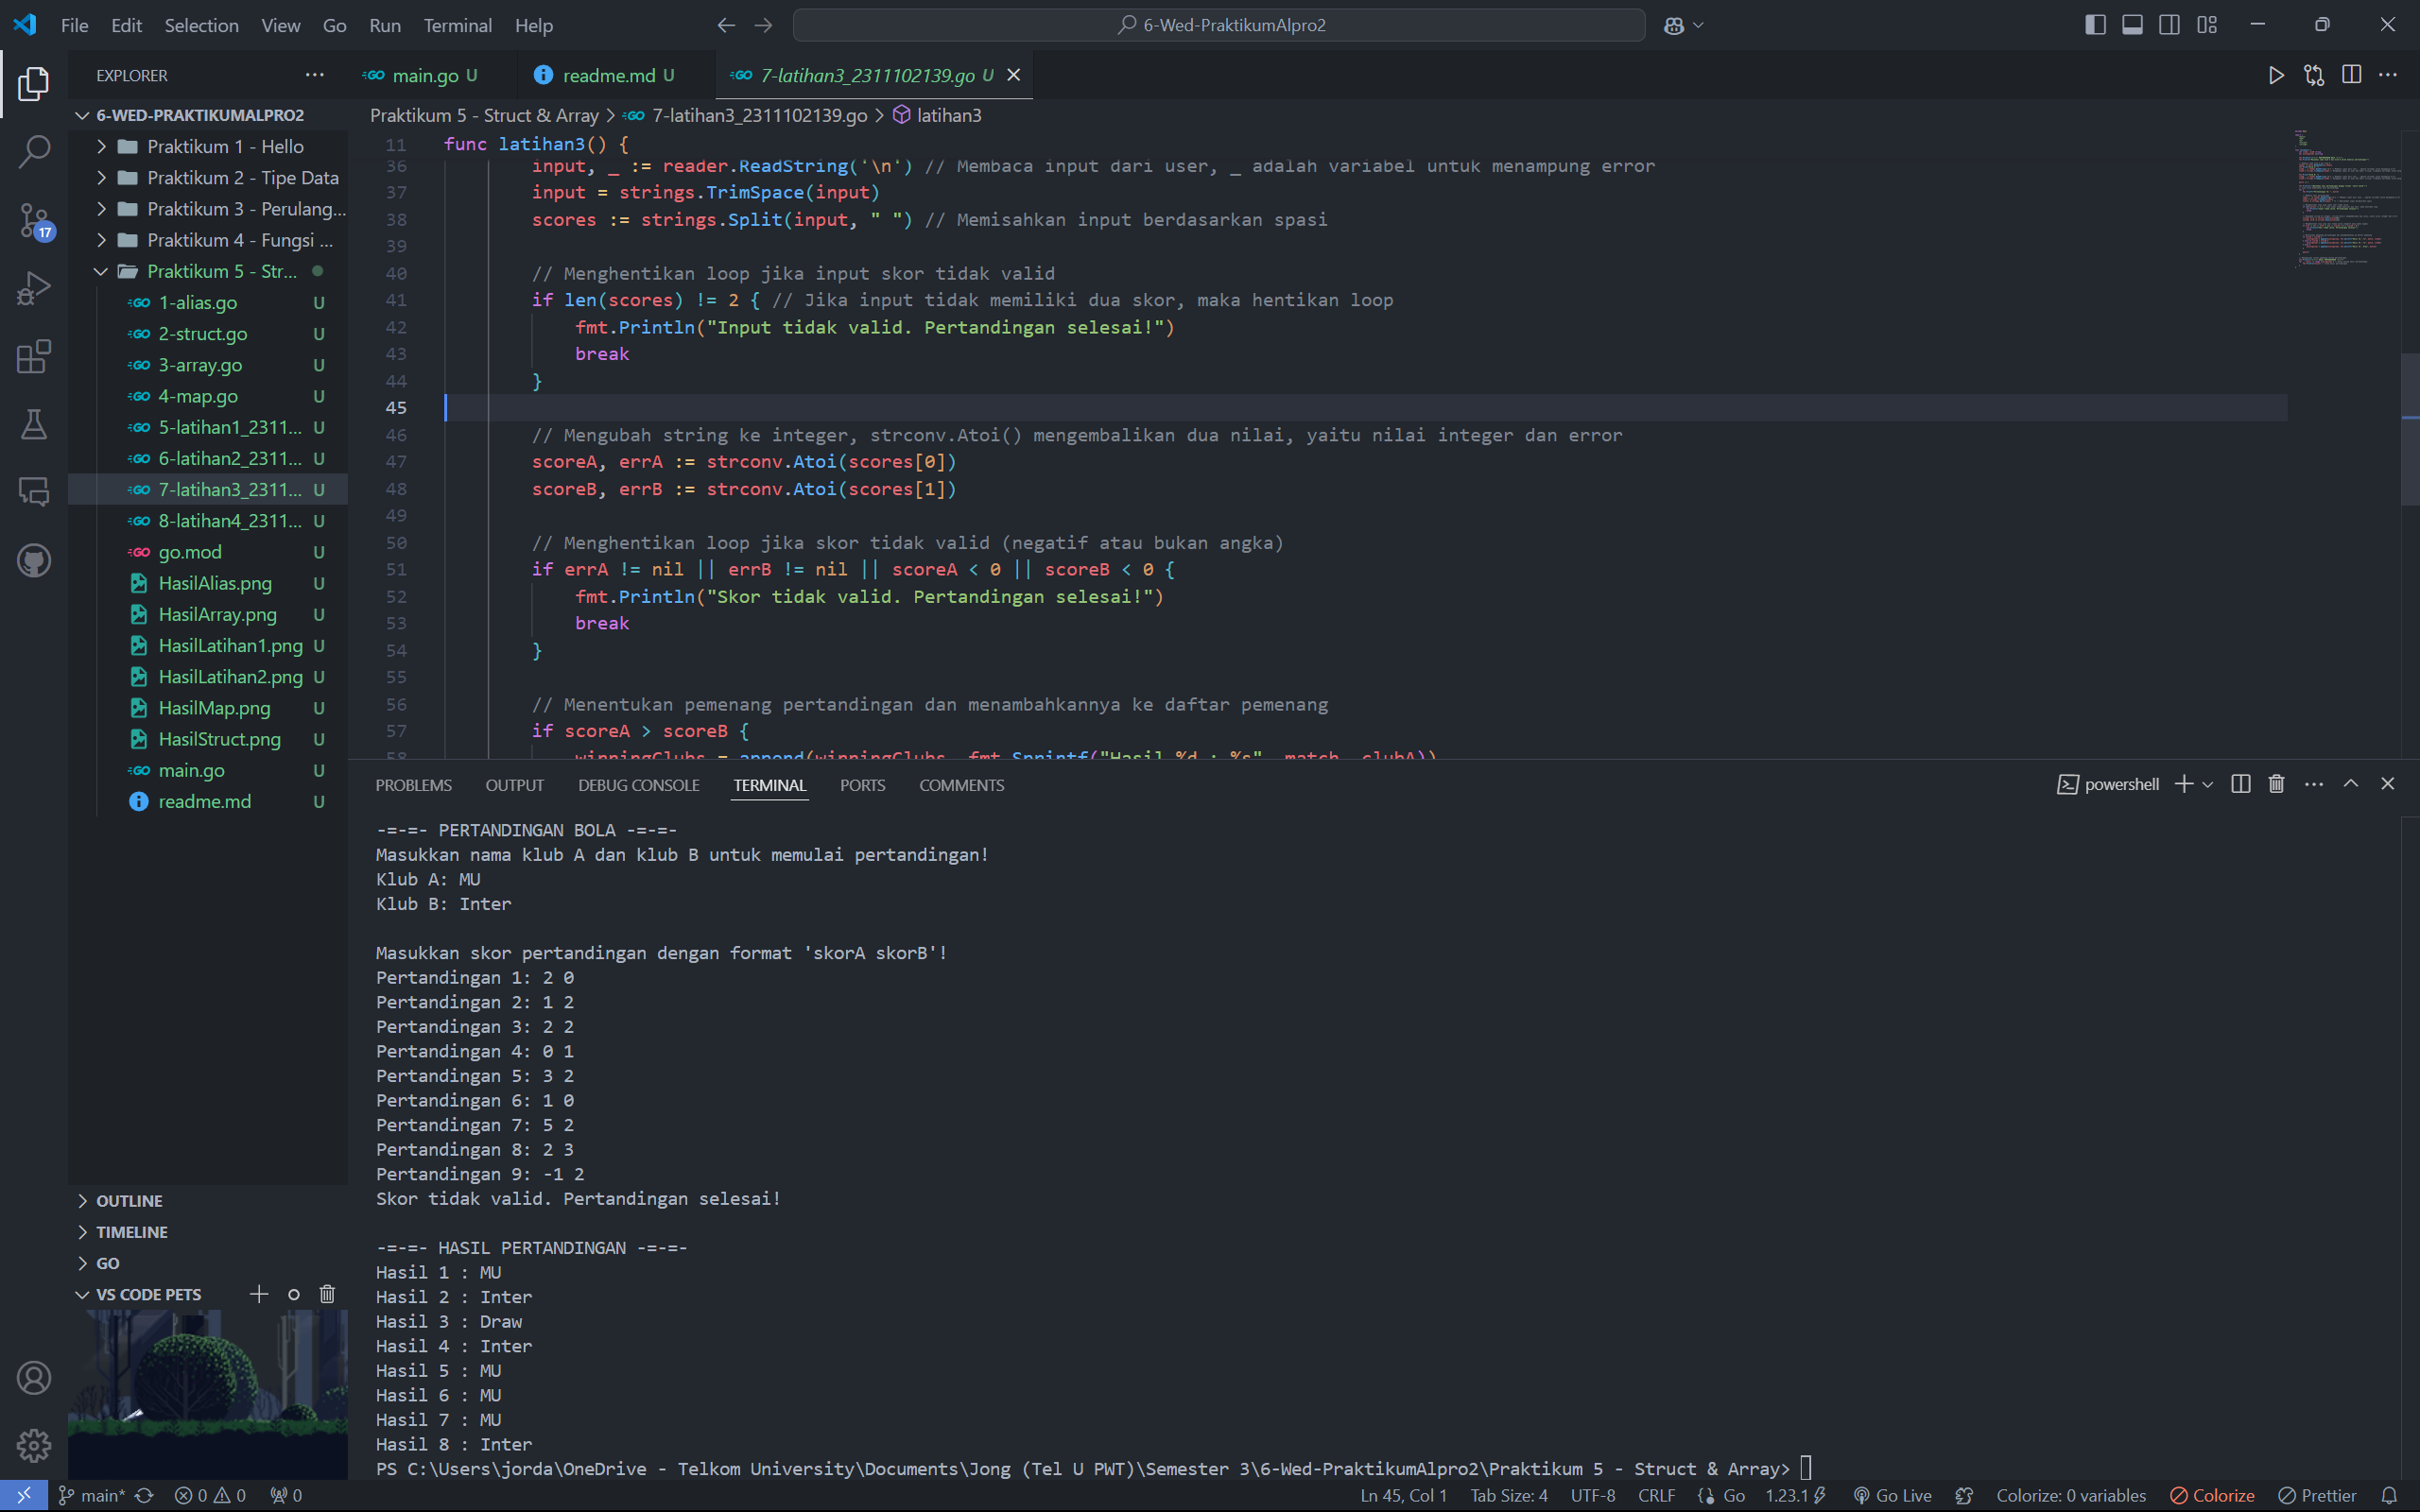 File Edit Selection View Go Run Terminal Help
6-Wed-PraktikumAlpro2
EXPLORER
main.go U
readme.md U
7-latihan3_2311102139.go U
6-WED-PRAKTIKUMALPRO2
Praktikum 1 - Hello
Praktikum 2 - Tipe Data
Praktikum 3 - Perulang...
Praktikum 4 - Fungsi ...
Praktikum 5 - Str...
1-alias.go U
2-struct.go U
3-array.go U
4-map.go U
5-latihan1_2311... U
6-latihan2_2311... U
7-latihan3_2311... U
8-latihan4_2311... U
go.mod U
HasilAlias.png U
HasilArray.png U
HasilLatihan1.png U
HasilLatihan2.png U
HasilMap.png U
HasilStruct.png U
main.go U
readme.md U
17
OUTLINE
TIMELINE
GO
VS CODE PETS
Praktikum 5 - Struct & Array > 7-latihan3_2311102139.go > latihan3
11 func latihan3() {
36 input, _ := reader.ReadString('\n') // Membaca input dari user, _ adalah variabel untuk menampung error
37 input = strings.TrimSpace(input)
38 scores := strings.Split(input, " ") // Memisahkan input berdasarkan spasi
39
40 // Menghentikan loop jika input skor tidak valid
41 if len(scores) != 2 { // Jika input tidak memiliki dua skor, maka hentikan loop
42 fmt.Println("Input tidak valid. Pertandingan selesai!")
43 break
44 }
45
46 // Mengubah string ke integer, strconv.Atoi() mengembalikan dua nilai, yaitu nilai integer dan error
47 scoreA, errA := strconv.Atoi(scores[0])
48 scoreB, errB := strconv.Atoi(scores[1])
49
50 // Menghentikan loop jika skor tidak valid (negatif atau bukan angka)
51 if errA != nil || errB != nil || scoreA < 0 || scoreB < 0 {
52 fmt.Println("Skor tidak valid. Pertandingan selesai!")
53 break
54 }
55
56 // Menentukan pemenang pertandingan dan menambahkannya ke daftar pemenang
57 if scoreA > scoreB {
58 winningClubs = append(winningClubs, fmt.Sprintf("Hasil %d : %s", match, clubA))
PROBLEMS OUTPUT DEBUG CONSOLE TERMINAL PORTS COMMENTS
powershell
-=-=- PERTANDINGAN BOLA -=-=-
Masukkan nama klub A dan klub B untuk memulai pertandingan!
Klub A: MU
Klub B: Inter
Masukkan skor pertandingan dengan format 'skorA skorB'!
Pertandingan 1: 2 0
Pertandingan 2: 1 2
Pertandingan 3: 2 2
Pertandingan 4: 0 1
Pertandingan 5: 3 2
Pertandingan 6: 1 0
Pertandingan 7: 5 2
Pertandingan 8: 2 3
Pertandingan 9: -1 2
Skor tidak valid. Pertandingan selesai!
-=-=- HASIL PERTANDINGAN -=-=-
Hasil 1 : MU
Hasil 2 : Inter
Hasil 3 : Draw
Hasil 4 : Inter
Hasil 5 : MU
Hasil 6 : MU
Hasil 7 : MU
Hasil 8 : Inter
PS C:\Users\jorda\OneDrive - Telkom University\Documents\Jong (Tel U PWT)\Semester 3\6-Wed-PraktikumAlpro2\Praktikum 5 - Struct & Array>
main* 0 0 0 Ln 45, Col 1 Tab Size: 4 UTF-8 CRLF Go 1.23.1 Go Live Colorize: 0 variables Colorize Prettier